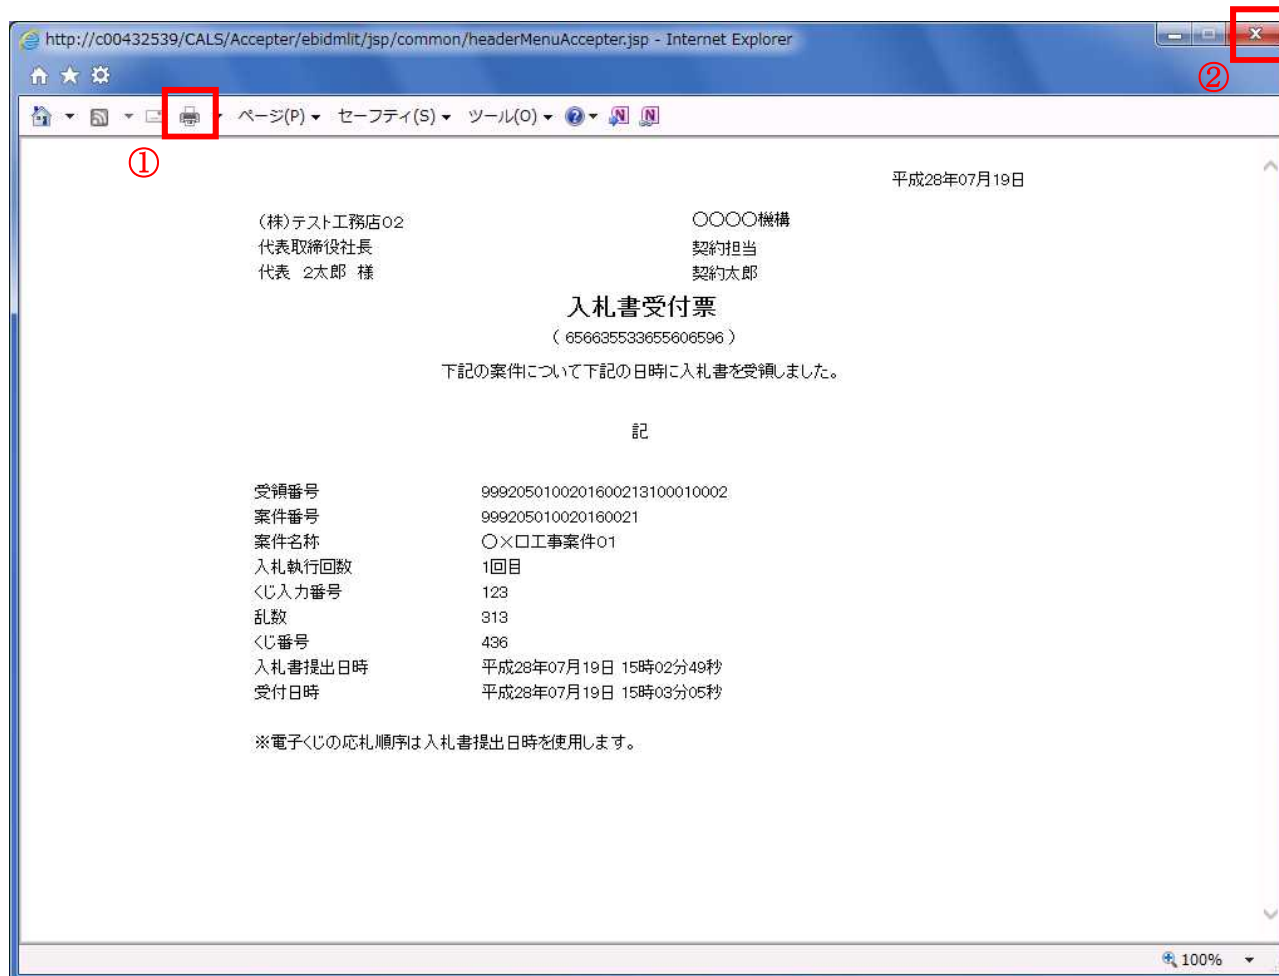 http://c00432539/CALS/Accepter/ebidmlit/jsp/common/headerMenuAccepter.jsp - Internet Explorer
②
ページ(P) セーフティ(S) ツール(O)
①
平成28年07月19日
(株)テスト工務店02 〇〇〇〇機構
代表取締役社長 契約担当
代表 2太郎 様 契約太郎
入札書受付票
( 656635533655606596 )
下記の案件について下記の日時に入札書を受領しました。
記
受領番号 9992050100201600213100010002
案件番号 999205010020160021
案件名称 〇×口工事案件01
入札執行回数 1回目
くじ入力番号 123
乱数 313
くじ番号 436
入札書提出日時 平成28年07月19日 15時02分49秒
受付日時 平成28年07月19日 15時03分05秒
※電子くじの応札順序は入札書提出日時を使用します。
100%